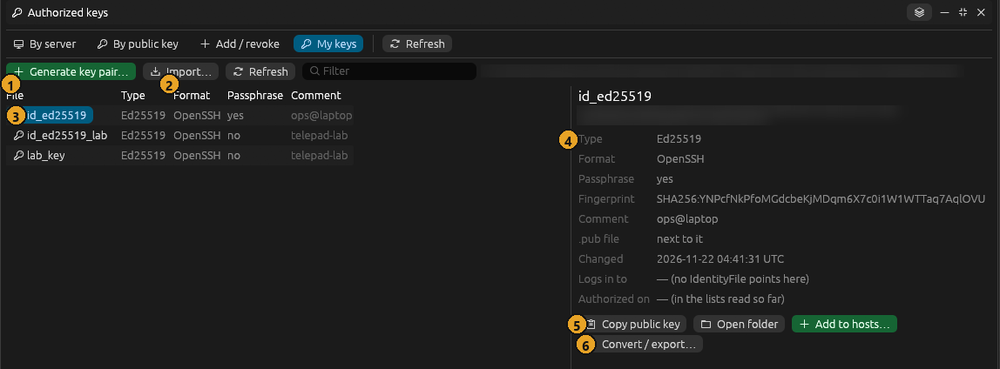 Authorized keys
By server By public key + Add / revoke My keys Refresh
+ Generate key pair… Import… Refresh Filter
1 2
File Type Format Passphrase Comment
3 id_ed25519 Ed25519 OpenSSH yes ops@laptop
id_ed25519_lab Ed25519 OpenSSH no telepad-lab
lab_key Ed25519 OpenSSH no telepad-lab
id_ed25519
4 Type Ed25519
Format OpenSSH
Passphrase yes
Fingerprint SHA256:YNPcfNkPfoMGdcbeKjMDqm6X7c0i1W1WTTaq7AqlOVU
Comment ops@laptop
.pub file next to it
Changed 2026-11-22 04:41:31 UTC
Logs in to — (no IdentityFile points here)
Authorized on — (in the lists read so far)
5 Copy public key Open folder + Add to hosts…
6 Convert / export…